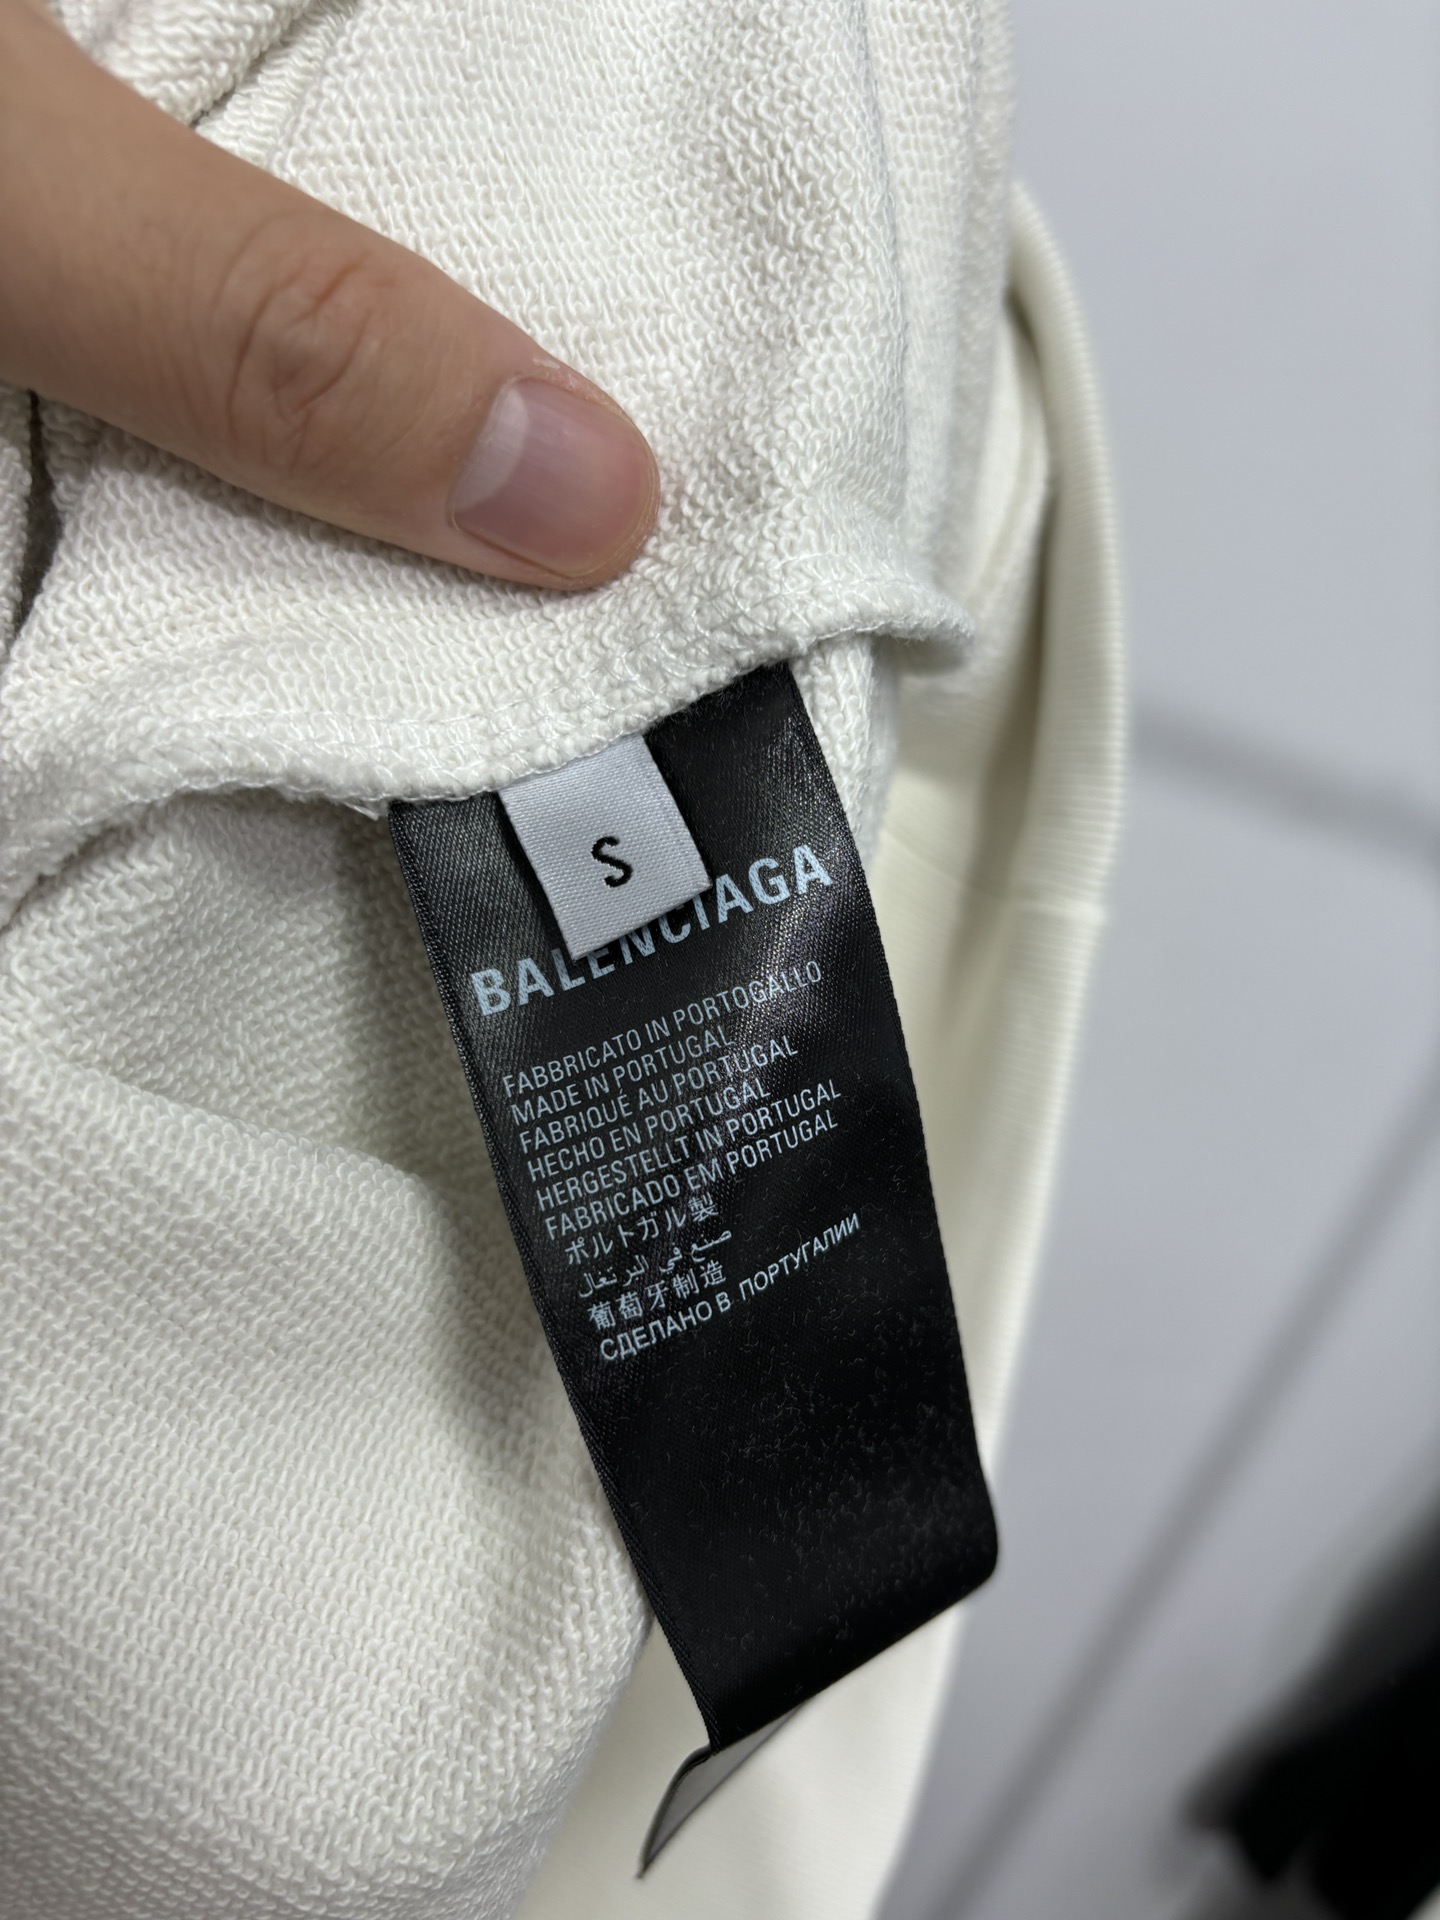 S
BALENCIAGA
FABBRICATO IN PORTOGALLO
MADE IN PORTUGAL
FABRIQUÉ AU PORTUGAL
HECHO EN PORTUGAL
HERGESTELLT IN PORTUGAL
FABRICADO EM PORTUGAL
ポルトガル製
صنع في البرتغال
葡萄牙制造
СДЕЛАНО В ПОРТУГАЛИИ